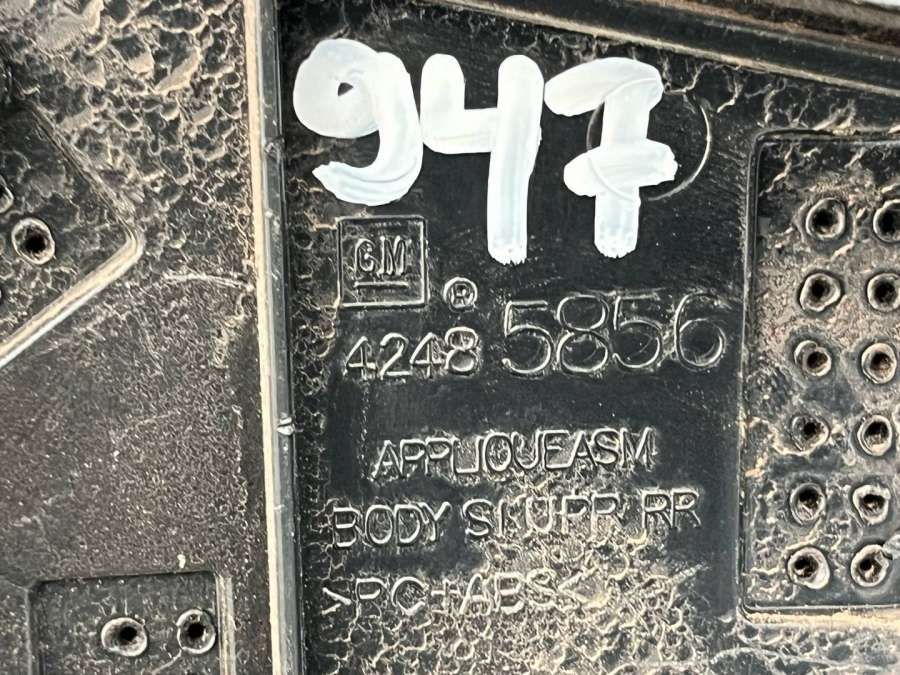 947
GM ®
4248 5856
APPLIQUE ASM
BODY SI UPR RR
>PC+ABS<